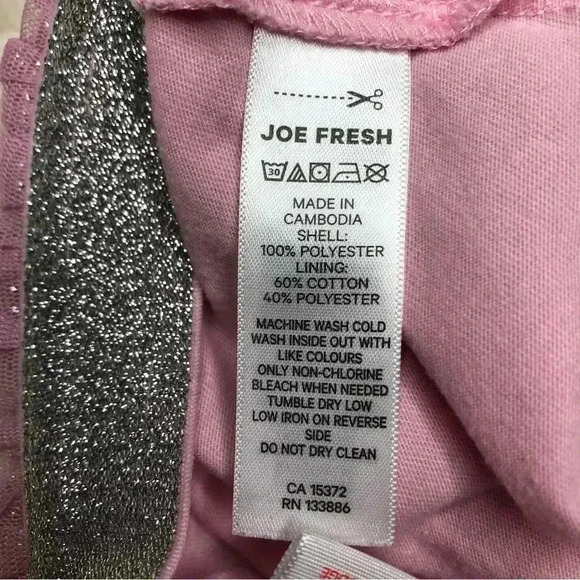 JOE FRESH
30
MADE IN
CAMBODIA
SHELL:
100% POLYESTER
LINING:
60% COTTON
40% POLYESTER
MACHINE WASH COLD
WASH INSIDE OUT WITH
LIKE COLOURS
ONLY NON-CHLORINE
BLEACH WHEN NEEDED
TUMBLE DRY LOW
LOW IRON ON REVERSE
SIDE
DO NOT DRY CLEAN
CA 15372
RN 133886